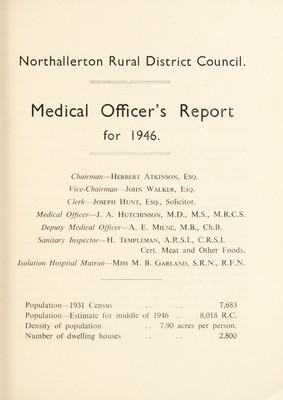 Northallerton Rural District Council.
Medical Officer's Report
for 1946.
Chairman—Herbert Atkinson, Esq.
Vice-Chairman—John Walker, Esq.
Clerk—Joseph Hunt, Esq., Solicitor.
Medical Officer—J. A. Hutchinson, M.D., M.S., M.R.C.S.
Deputy Medical Officer—A. E. Milne, M.B., Ch.B.
Sanitary Inspector—H. Templeman, A.R.S.I., C.R.S.I.
Cert. Meat and Other Foods.
Isolation Hospital Matron—Miss M. B. Garland, S.R.N., R.F.N.
Population—1931 Census .. .. 7,683
Population—Estimate for middle of 1946 .. 8,018 R.C.
Density of population .. 7.90 acres per person.
Number of dwelling houses .. 2,800